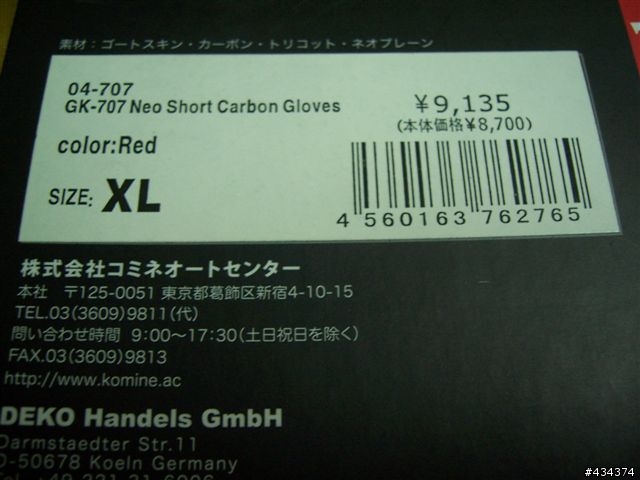 素材：ゴートスキン・カーボン・トリコット・ネオプレーン
04-707
GK-707 Neo Short Carbon Gloves
¥9,135
(本体価格¥8,700)
color:Red
SIZE: XL
4 560163 762765
株式会社コミネオートセンター
本社 〒125-0051 東京都葛飾区新宿4-10-15
TEL.03(3609)9811(代)
問い合わせ時間 9:00〜17:30(土日祝日を除く)
FAX.03(3609)9813
http://www.komine.ac
DEKO Handels GmbH
Darmstaedter Str.11
D-50678 Koeln Germany
#434374